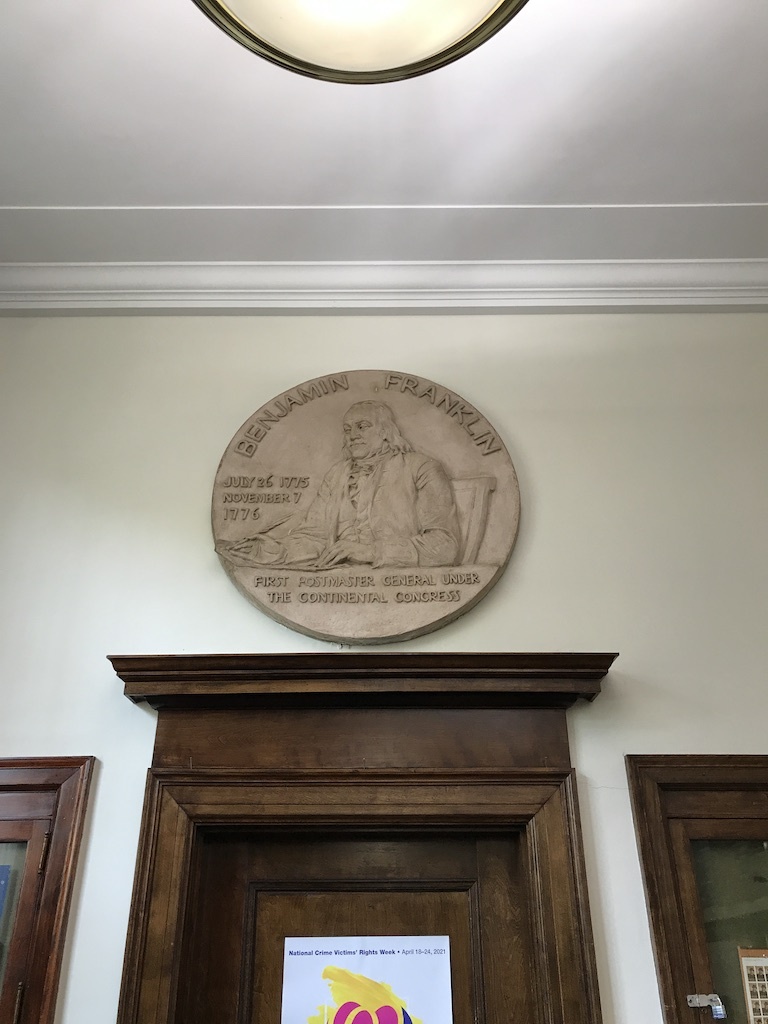 BENJAMIN FRANKLIN
JULY 26 1775
NOVEMBER 7
1776
FIRST POSTMASTER GENERAL UNDER
THE CONTINENTAL CONGRESS
National Crime Victims' Rights Week • April 18–24, 2021